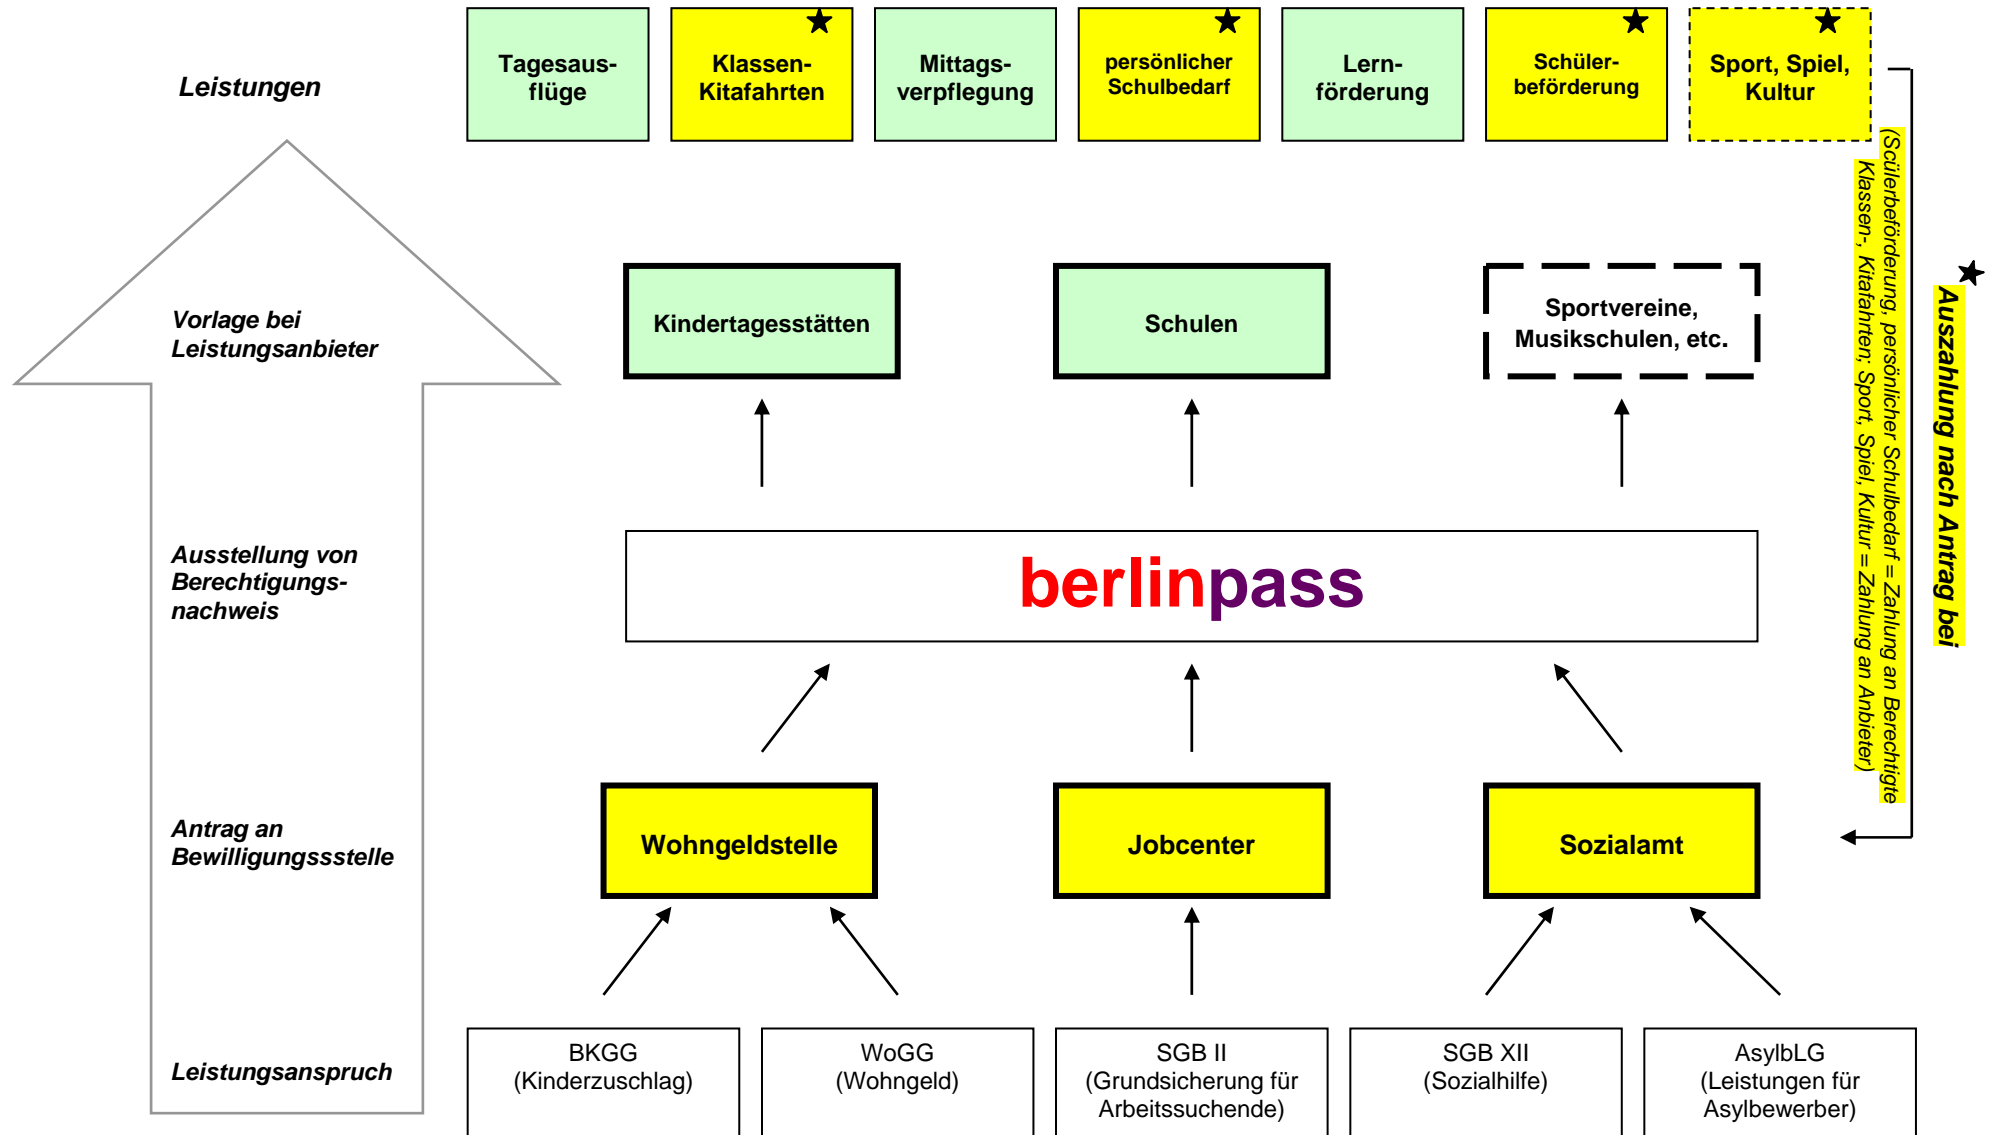 Leistungen
Tagesaus-
flüge
Klassen-
Kitafahrten
Mittags-
verpflegung
persönlicher
Schulbedarf
Lern-
förderung
Schüler-
beförderung
Sport, Spiel,
Kultur
Vorlage bei
Leistungsanbieter
Kindertagesstätten
Schulen
Sportvereine,
Musikschulen, etc.
Ausstellung von
Berechtigungs-
nachweis
berlinpass
Antrag an
Bewilligungssstelle
Wohngeldstelle
Jobcenter
Sozialamt
Leistungsanspruch
BKGG
(Kinderzuschlag)
WoGG
(Wohngeld)
SGB II
(Grundsicherung für
Arbeitssuchende)
SGB XII
(Sozialhilfe)
AsylbLG
(Leistungen für
Asylbewerber)
Auszahlung nach Antrag bei
(Scülerbeförderung, persönlicher Schulbedarf = Zahlung an Berechtigte
Klassen-, Kitafahrten; Sport, Spiel, Kultur = Zahlung an Anbieter)